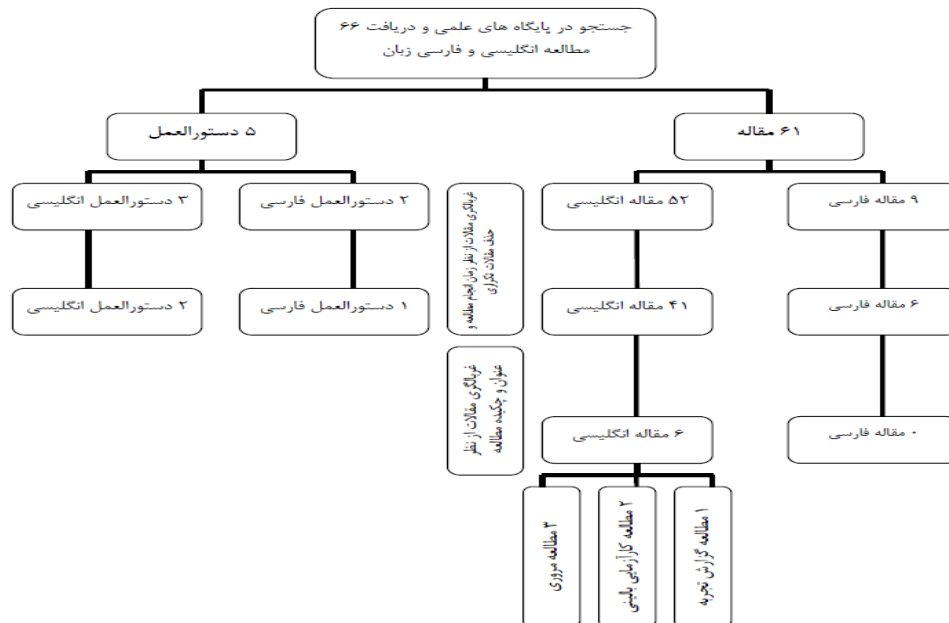 جستجو در پایگاه های علمی و دریافت ۶۶
مطالعه انگلیسی و فارسی زبان
۶۱ مقاله
۵ دستورالعمل
۹ مقاله فارسی
۵۲ مقاله انگلیسی
غربالگری مقالات از نظر زمان انجام مطالعه و
حذف مقالات تکراری
۲ دستورالعمل فارسی
۳ دستورالعمل انگلیسی
۶ مقاله فارسی
۴۱ مقاله انگلیسی
۱ دستورالعمل فارسی
۲ دستورالعمل انگلیسی
غربالگری مقالات از نظر
عنوان و چکیده مطالعه
۰ مقاله فارسی
۶ مقاله انگلیسی
۱ مطالعه گزارش تجربه
۲ مطالعه کارآزمایی بالینی
۳ مطالعه مروری